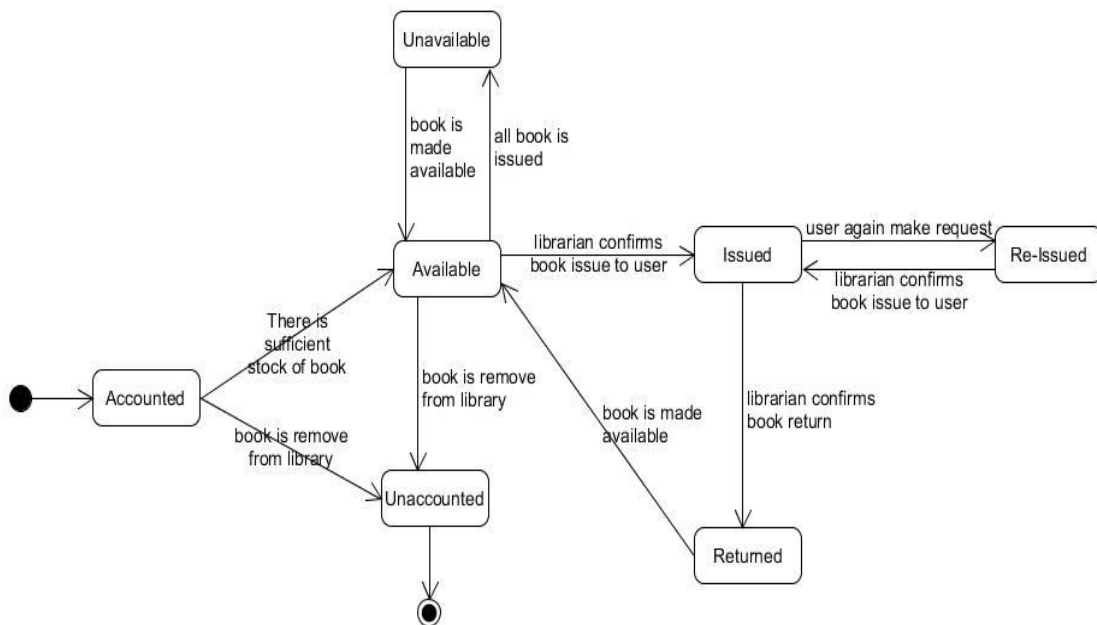 Unavailable
book is
made
available
all book is
issued
Available
librarian confirms
book issue to user
Issued
user again make request
Re-Issued
librarian confirms
book issue to user
There is
sufficient
stock of book
Accounted
book is remove
from library
book is remove
from library
book is made
available
librarian confirms
book return
Unaccounted
Returned